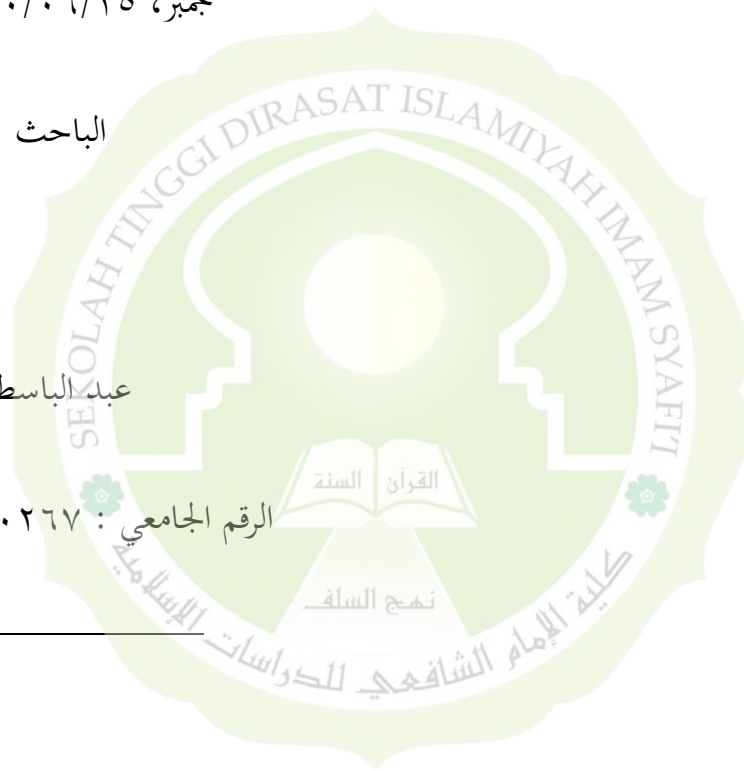 جمبر،
الباحث
SEKOLAH TINGGI DIRASAT ISLAMIYAH IMAM SYAFI'I
عبد الباسط
القرآن السنة
الرقم الجامعي :
نهج السلف
كلية الإمام الشافعي للدراسات الإسلامية